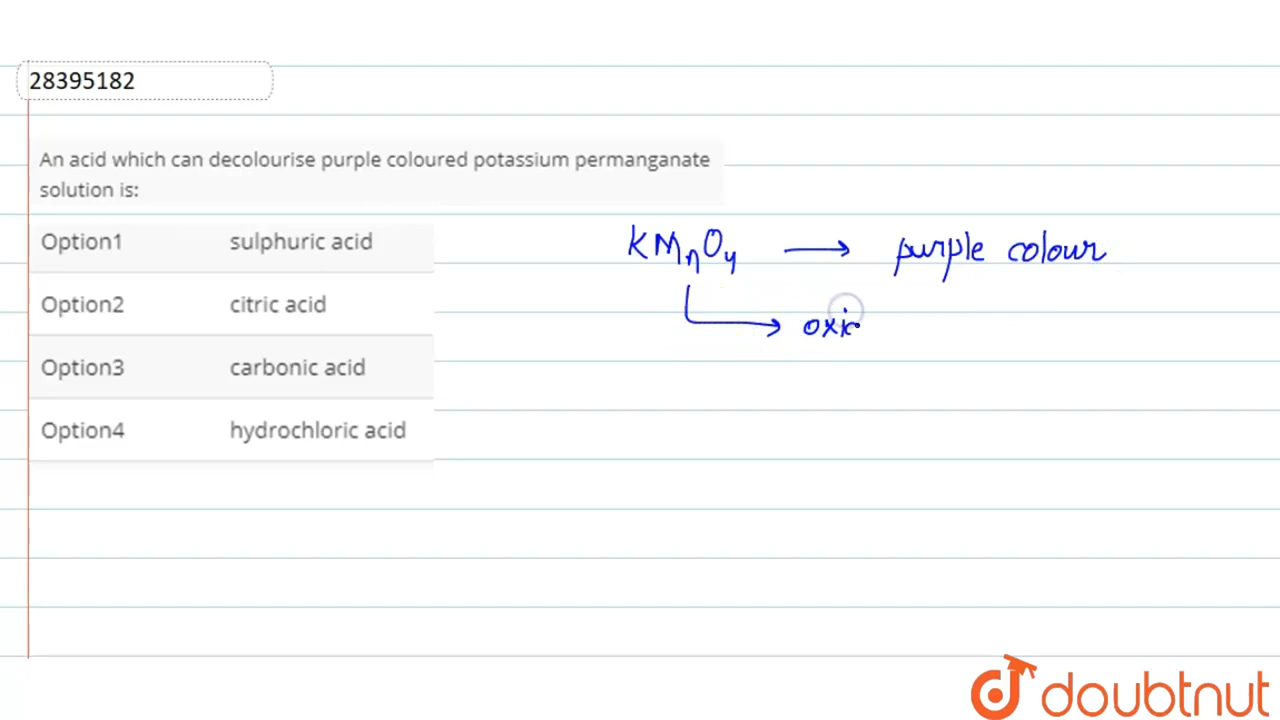 28395182
An acid which can decolourise purple coloured potassium permanganate
solution is:
Option1 sulphuric acid
Option2 citric acid
Option3 carbonic acid
Option4 hydrochloric acid
KMnO4 → purple colour
→ oxic
doubtnut